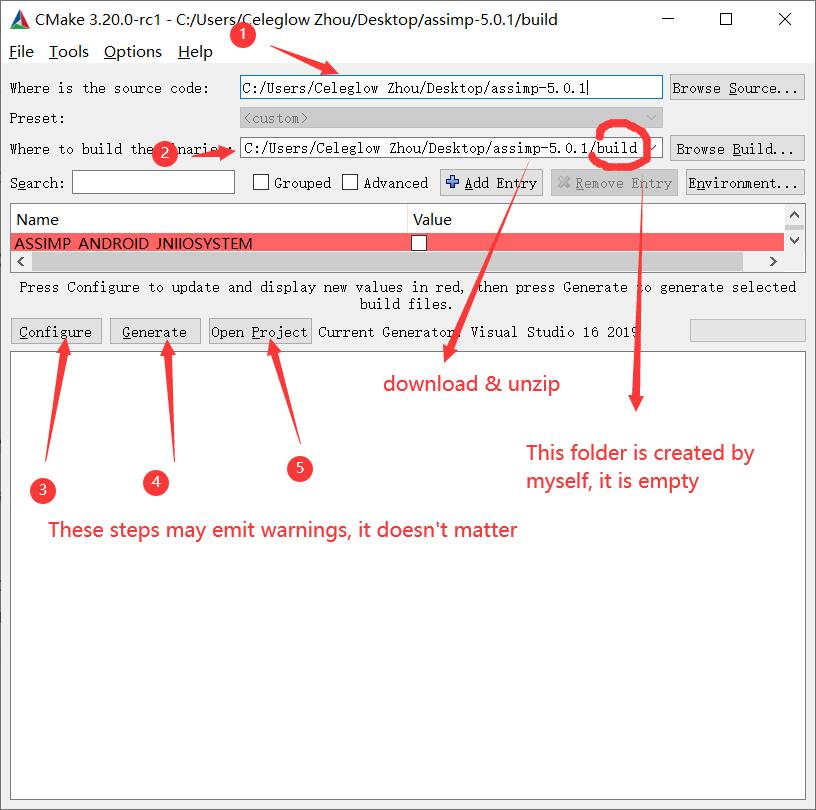 CMake 3.20.0-rc1 - C:/Users/Celeglow Zhou/Desktop/assimp-5.0.1/build
File Tools Options Help
1
Where is the source code: C:/Users/Celeglow Zhou/Desktop/assimp-5.0.1 Browse Source...
Preset: <custom>
Where to build the binaries: C:/Users/Celeglow Zhou/Desktop/assimp-5.0.1/build Browse Build...
2
Search: Grouped Advanced Add Entry Remove Entry Environment...
Name Value
ASSIMP_ANDROID_JNIIOSYSTEM
Press Configure to update and display new values in red, then press Generate to generate selected
build files.
Configure Generate Open Project Current Generator: Visual Studio 16 2019
download & unzip
This folder is created by
myself, it is empty
3
4
5
These steps may emit warnings, it doesn't matter